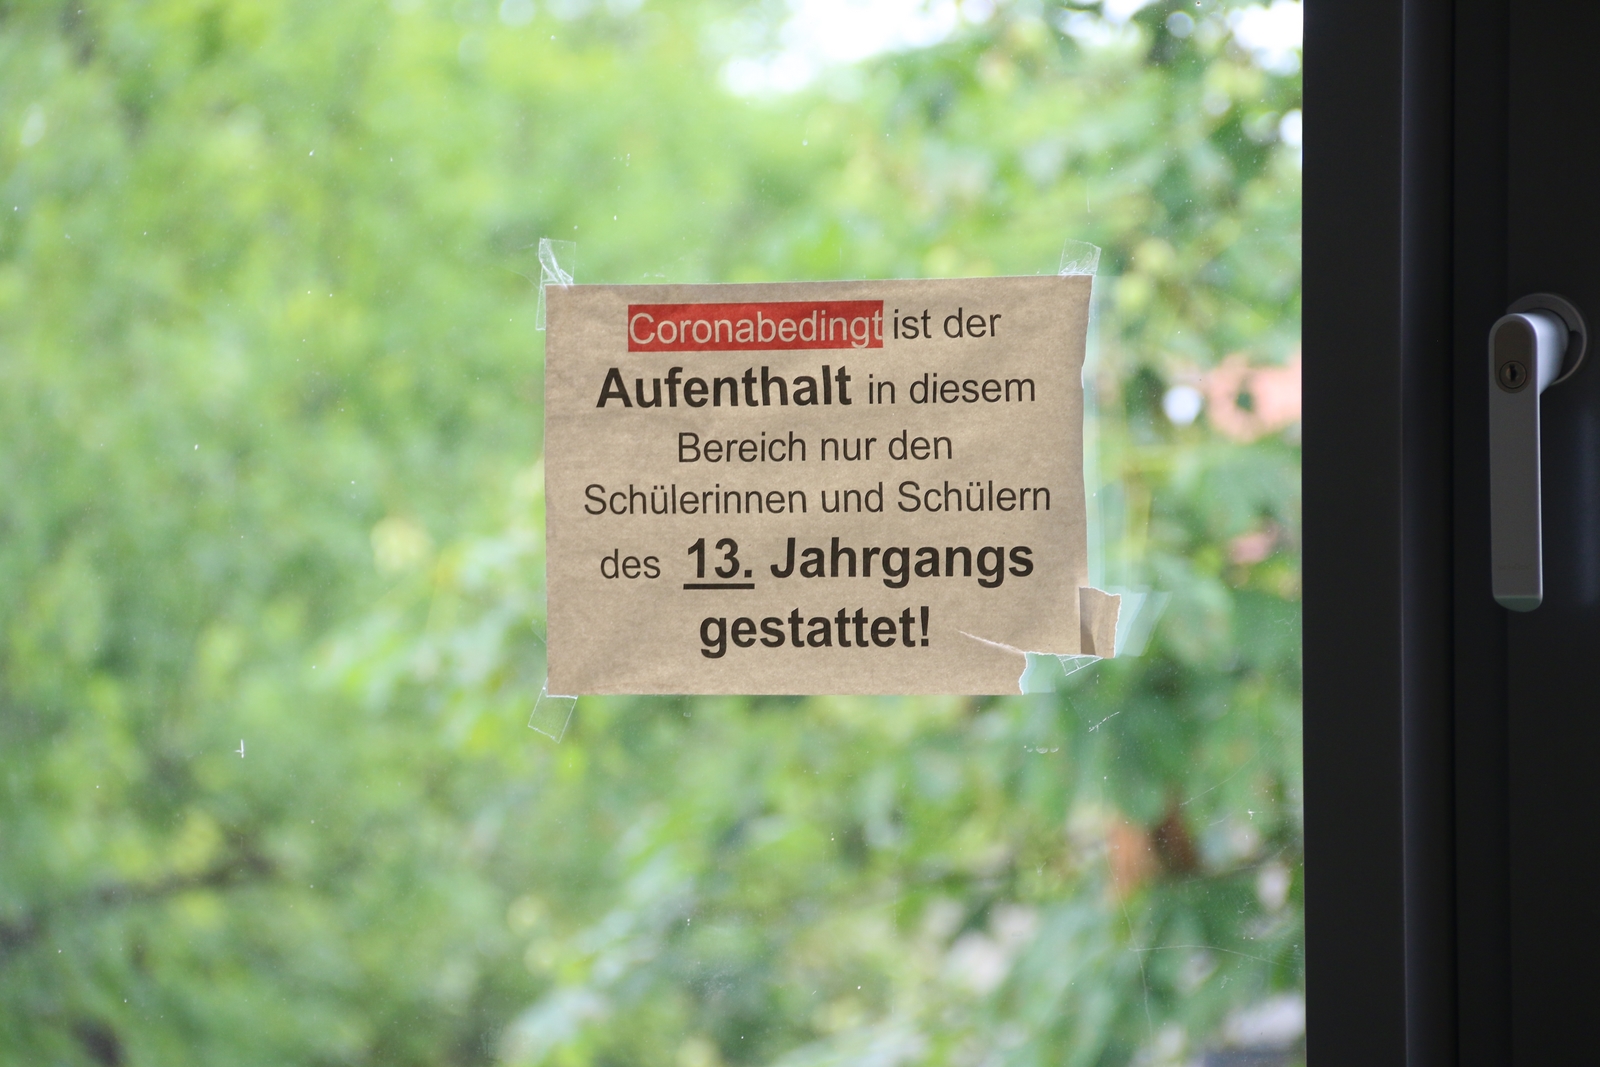 Coronabedingt ist der
Aufenthalt in diesem
Bereich nur den
Schülerinnen und Schülern
des 13. Jahrgangs
gestattet!